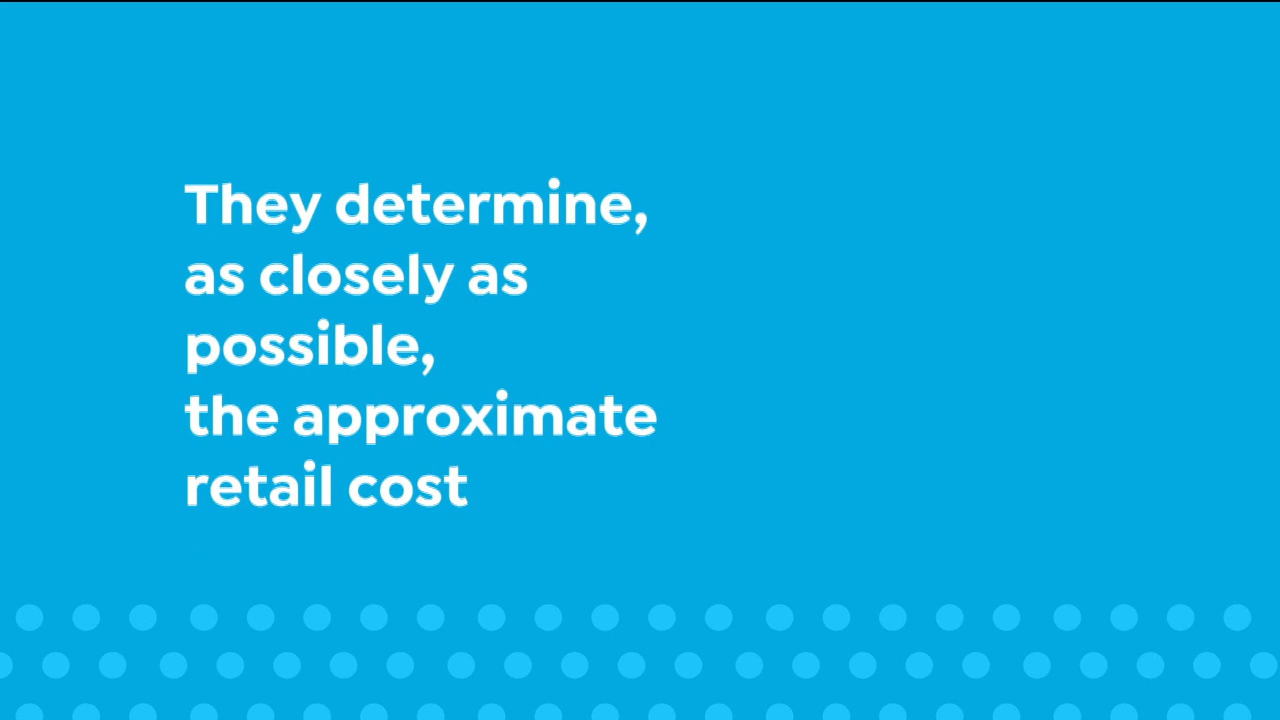 They determine,
as closely as
possible,
the approximate
retail cost